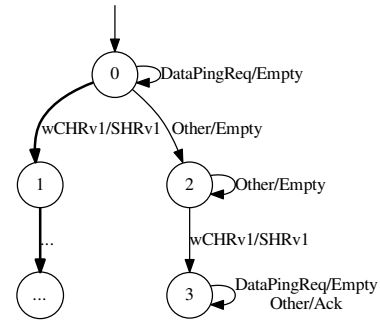 0
DataPingReq/Empty
wCHRv1/SHRv1
Other/Empty
1
2
Other/Empty
...
wCHRv1/SHRv1
...
3
DataPingReq/Empty
Other/Ack